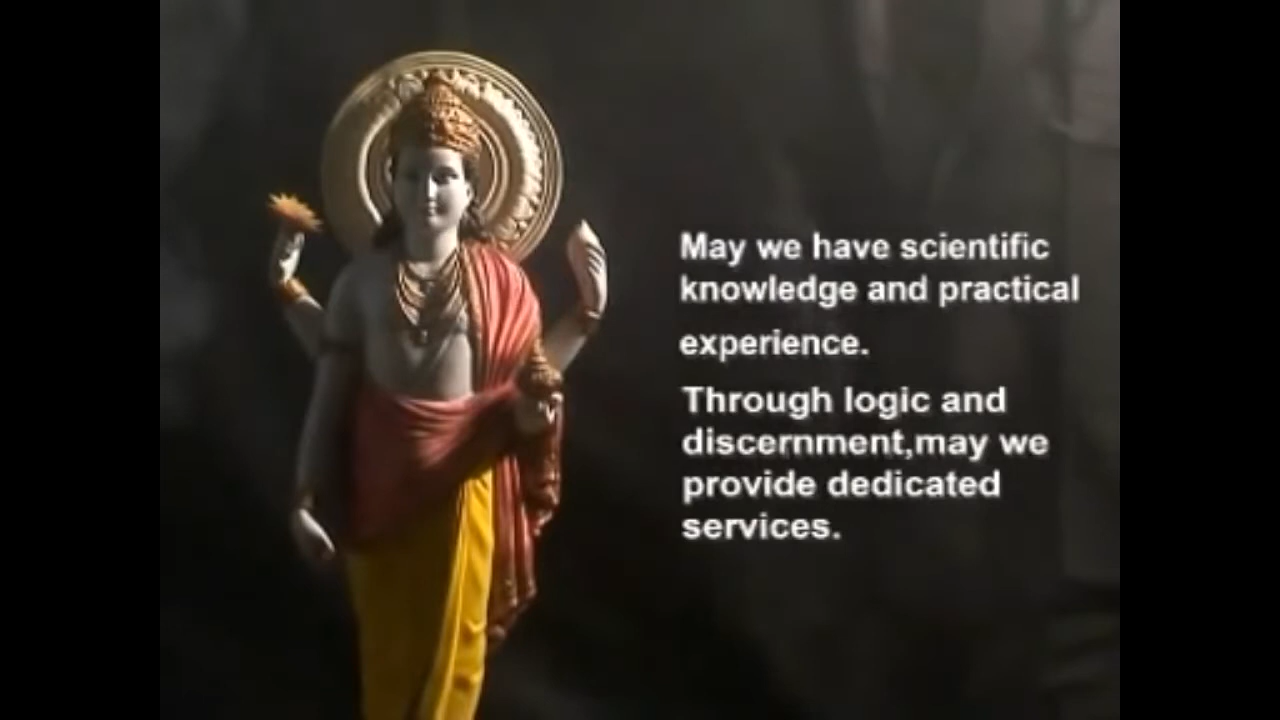 May we have scientific
knowledge and practical
experience.
Through logic and
discernment,may we
provide dedicated
services.